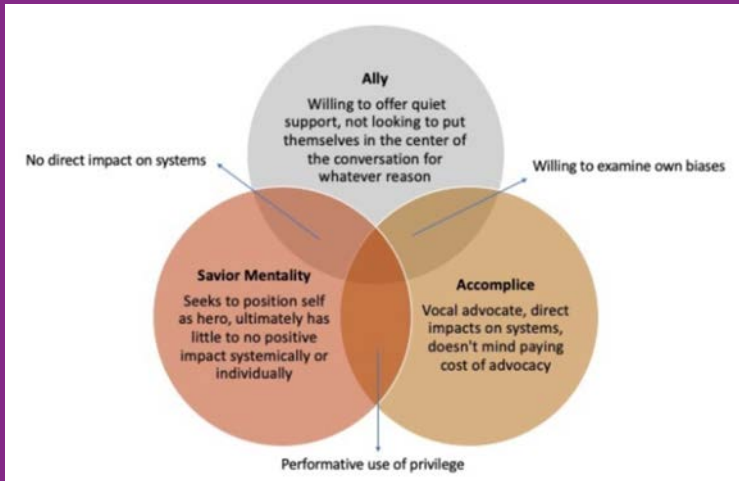 Ally
Willing to offer quiet
support, not looking to put
themselves in the center of
the conversation for
whatever reason
No direct impact on systems
Willing to examine own biases
Savior Mentality
Seeks to position self
as hero, ultimately has
little to no positive
impact systemically or
individually
Accomplice
Vocal advocate, direct
impacts on systems,
doesn't mind paying
cost of advocacy
Performative use of privilege